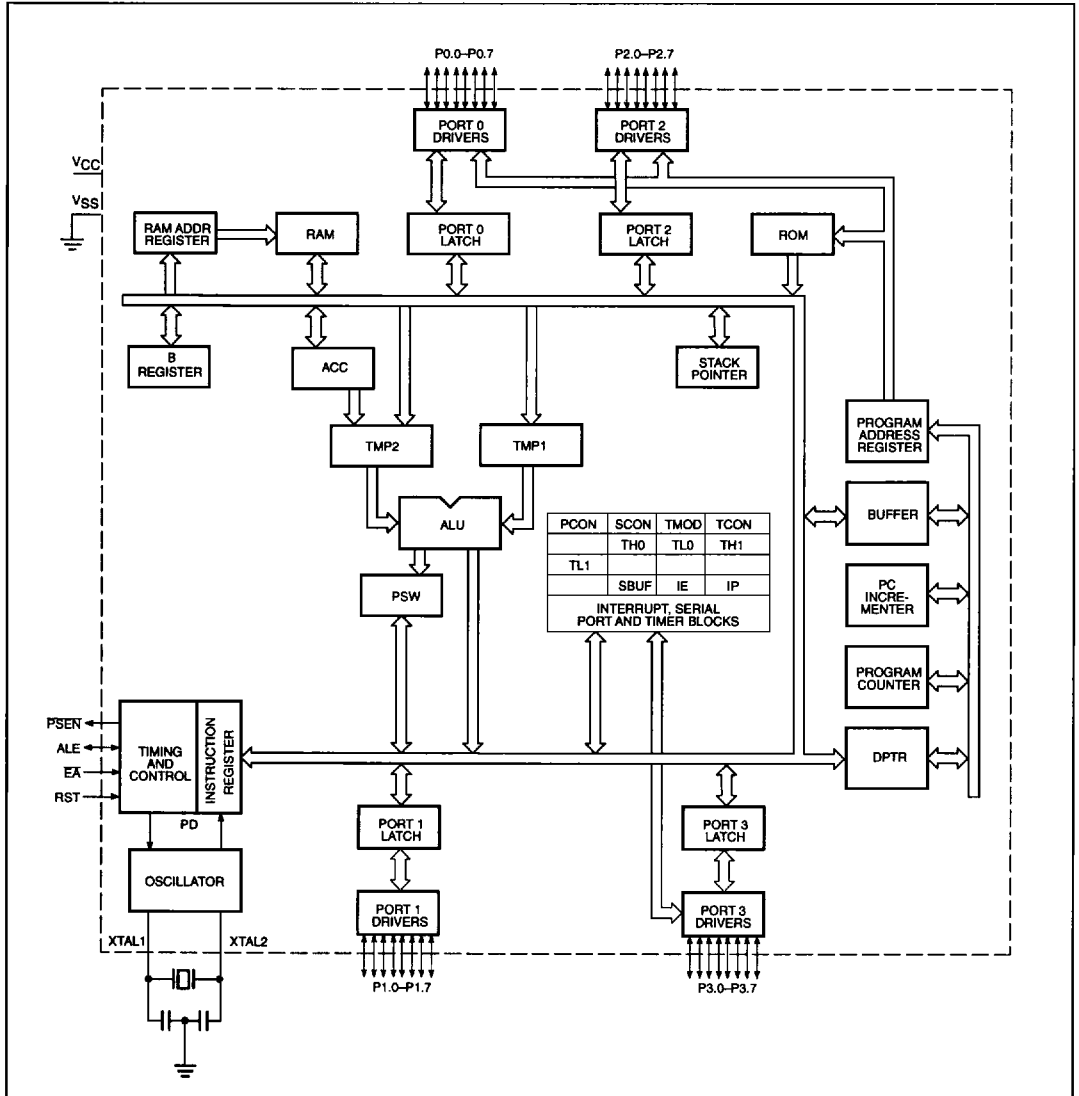 P0.0–P0.7
P2.0–P2.7
PORT 0
DRIVERS
PORT 2
DRIVERS
VCC
VSS
RAM ADDR
REGISTER
RAM
PORT 0
LATCH
PORT 2
LATCH
ROM
B
REGISTER
ACC
STACK
POINTER
TMP2
TMP1
PROGRAM
ADDRESS
REGISTER
ALU
BUFFER
PCON SCON TMOD TCON
TH0 TL0 TH1
TL1
SBUF IE IP
INTERRUPT, SERIAL
PORT AND TIMER BLOCKS
PSW
PC
INCRE-
MENTER
PROGRAM
COUNTER
PSEN
ALE
EA
RST
TIMING
AND
CONTROL
INSTRUCTION
REGISTER
DPTR
PD
PORT 1
LATCH
PORT 3
LATCH
OSCILLATOR
PORT 1
DRIVERS
PORT 3
DRIVERS
XTAL1
XTAL2
P1.0–P1.7
P3.0–P3.7